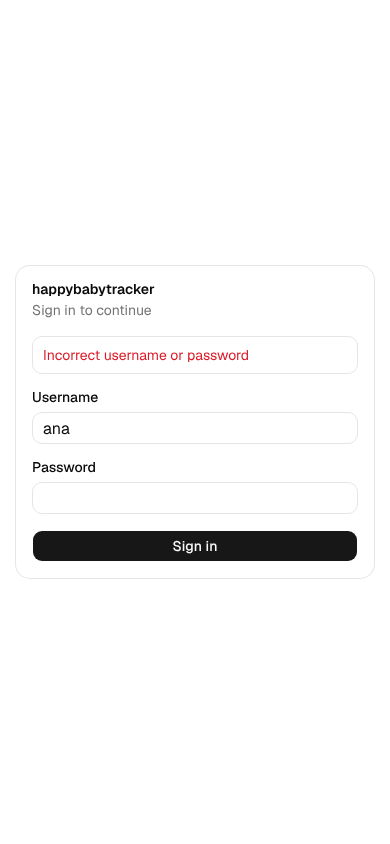 happybabytracker
Sign in to continue
Incorrect username or password
Username
ana
Password
Sign in